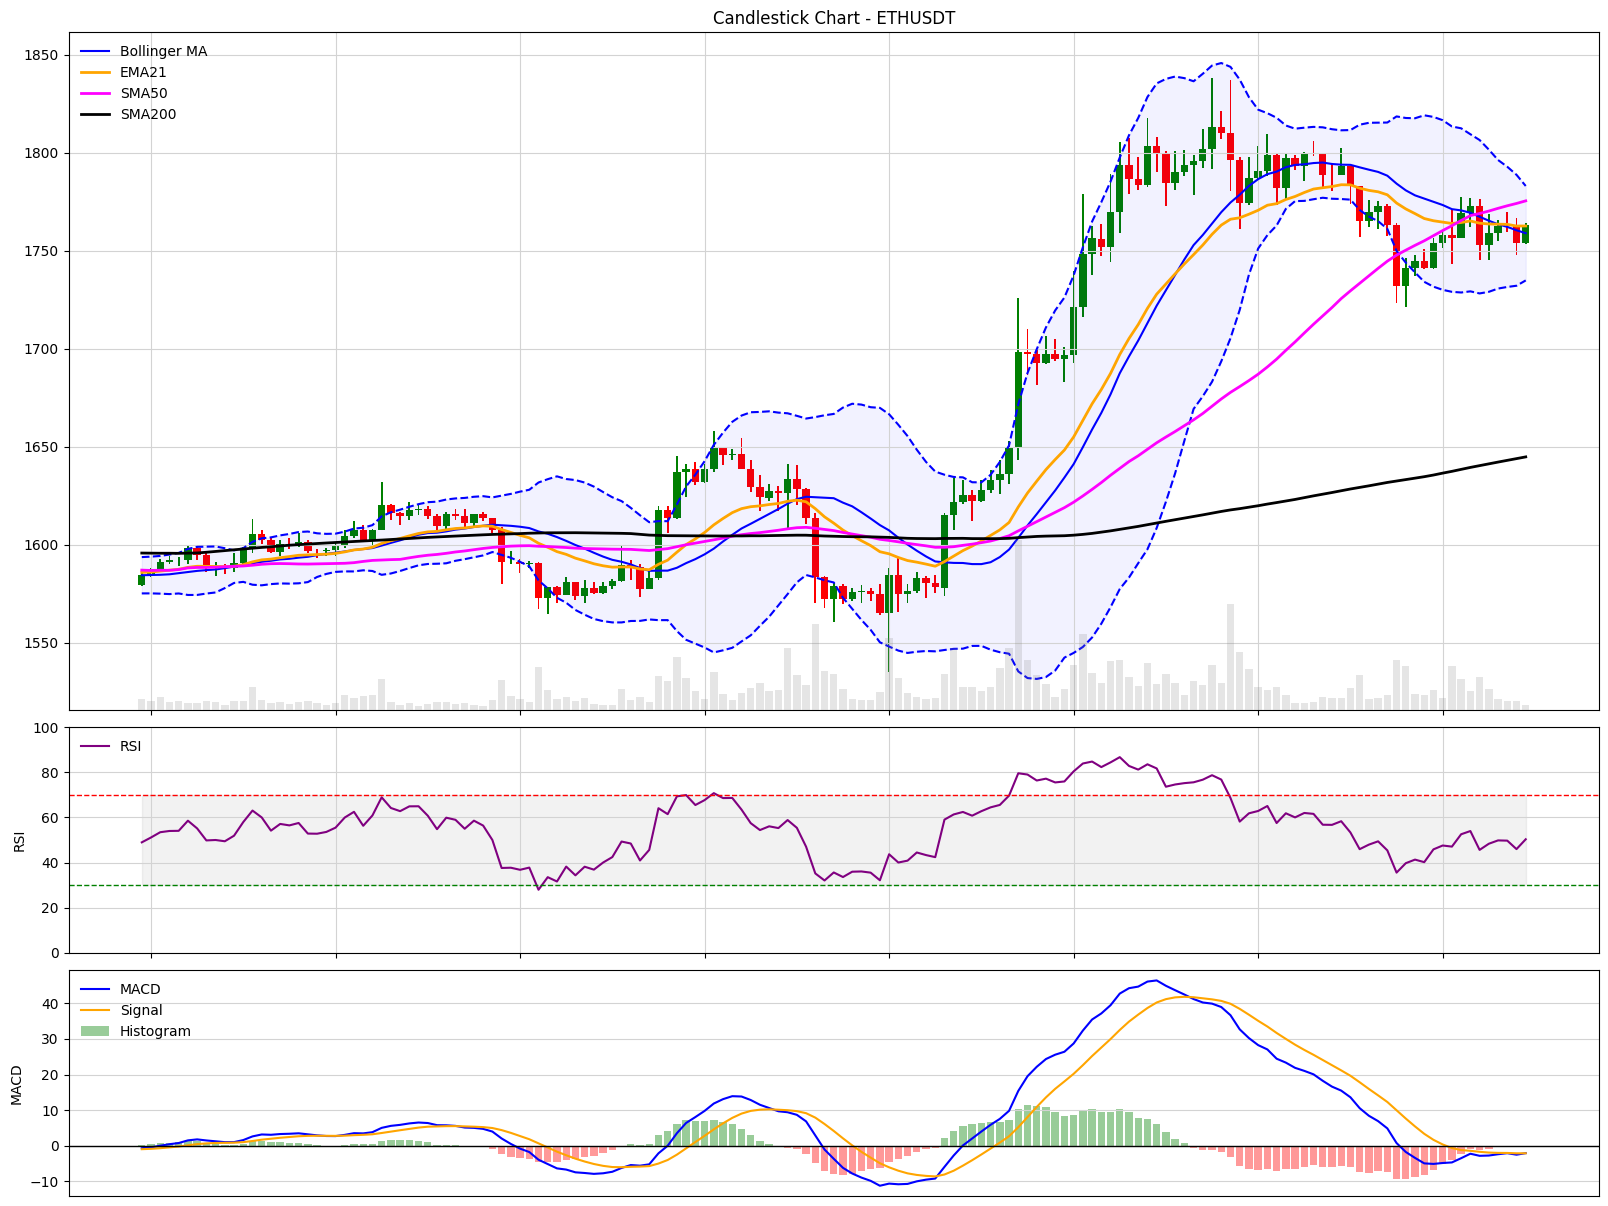 Candlestick Chart - ETHUSDT
Bollinger MA
EMA21
SMA50
SMA200
1850
1800
1750
1700
1650
1600
1550
RSI
100
80
60
40
20
0
RSI
MACD
Signal
Histogram
40
30
20
10
0
−10
MACD